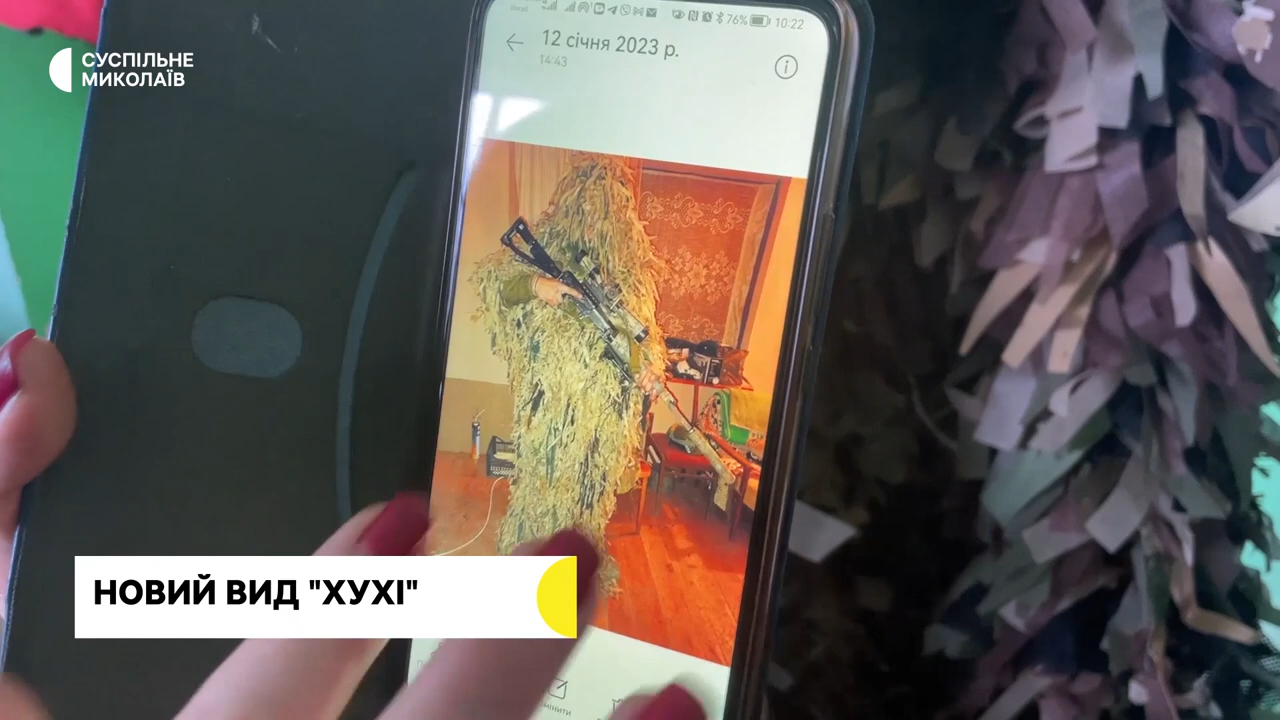 СУСПІЛЬНЕ
МИКОЛАЇВ
76% 10:22
12 січня 2023 р.
14:43
НОВИЙ ВИД "ХУХІ"